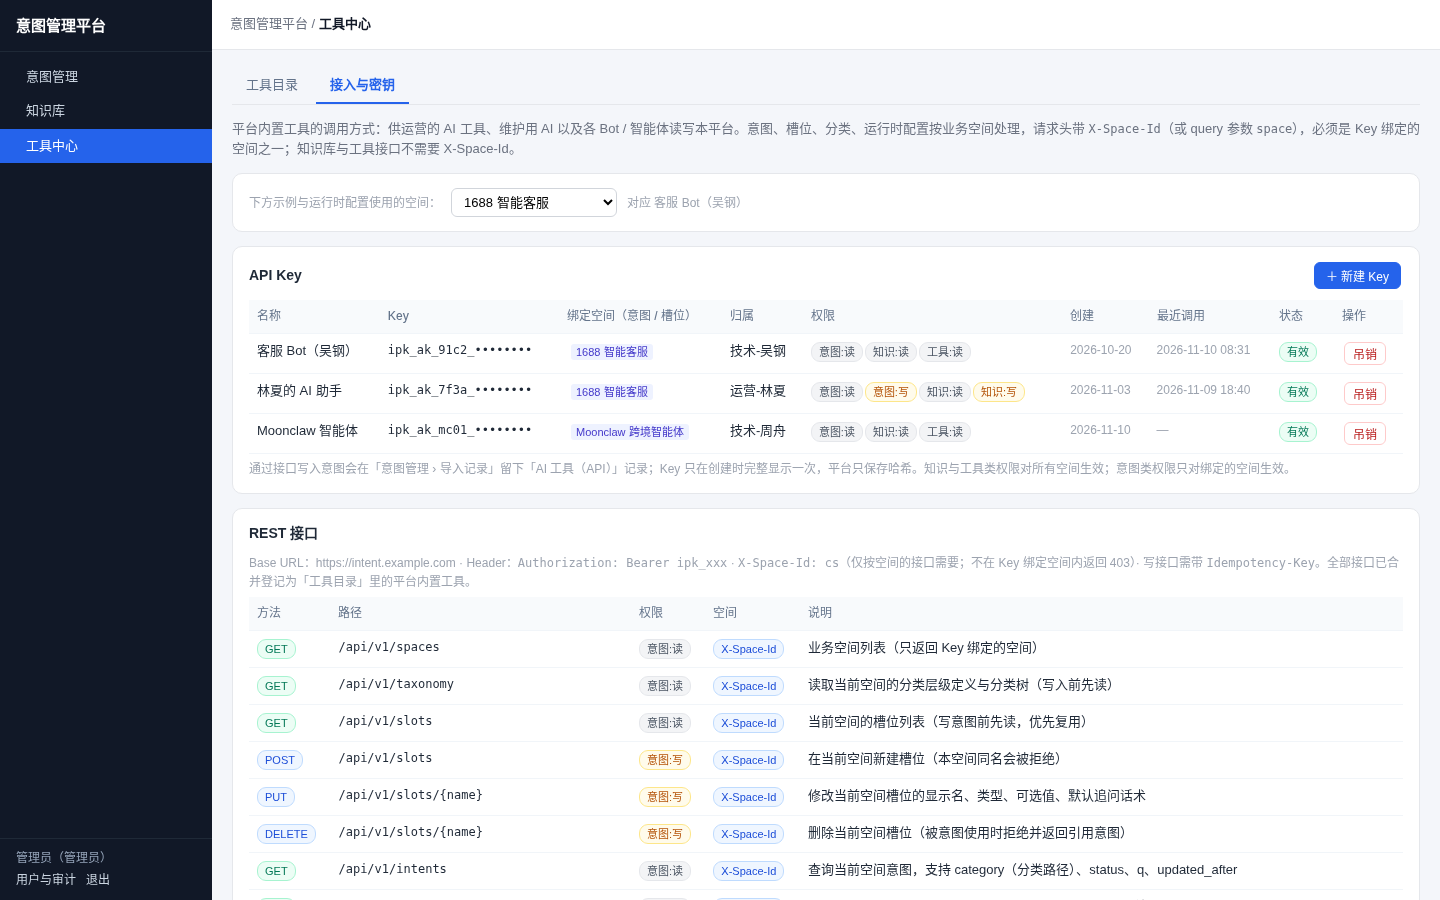 意图管理平台
意图管理
知识库
工具中心
管理员（管理员）
用户与审计 退出
意图管理平台 / 工具中心
工具目录 接入与密钥
平台内置工具的调用方式：供运营的 AI 工具、维护用 AI 以及各 Bot / 智能体读写本平台。意图、槽位、分类、运行时配置按业务空间处理，请求头带 X-Space-Id（或 query 参数 space），必须是 Key 绑定的
空间之一；知识库与工具接口不需要 X-Space-Id。
下方示例与运行时配置使用的空间： 1688 智能客服 对应 客服 Bot（吴钢）
API Key ＋ 新建 Key
名称 Key 绑定空间（意图 / 槽位） 归属 权限 创建 最近调用 状态 操作
客服 Bot（吴钢） ipk_ak_91c2_•••••••• 1688 智能客服 技术-吴钢 意图:读 知识:读 工具:读 2026-10-20 2026-11-10 08:31 有效 吊销
林夏的 AI 助手 ipk_ak_7f3a_•••••••• 1688 智能客服 运营-林夏 意图:读 意图:写 知识:读 知识:写 2026-11-03 2026-11-09 18:40 有效 吊销
Moonclaw 智能体 ipk_ak_mc01_•••••••• Moonclaw 跨境智能体 技术-周舟 意图:读 知识:读 工具:读 2026-11-10 — 有效 吊销
通过接口写入意图会在「意图管理 › 导入记录」留下「AI 工具（API）」记录；Key 只在创建时完整显示一次，平台只保存哈希。知识与工具类权限对所有空间生效；意图类权限只对绑定的空间生效。
REST 接口
Base URL：https://intent.example.com · Header：Authorization: Bearer ipk_xxx · X-Space-Id: cs（仅按空间的接口需要；不在 Key 绑定空间内返回 403）· 写接口需带 Idempotency-Key。全部接口已合
并登记为「工具目录」里的平台内置工具。
方法 路径 权限 空间 说明
GET /api/v1/spaces 意图:读 X-Space-Id 业务空间列表（只返回 Key 绑定的空间）
GET /api/v1/taxonomy 意图:读 X-Space-Id 读取当前空间的分类层级定义与分类树（写入前先读）
GET /api/v1/slots 意图:读 X-Space-Id 当前空间的槽位列表（写意图前先读，优先复用）
POST /api/v1/slots 意图:写 X-Space-Id 在当前空间新建槽位（本空间同名会被拒绝）
PUT /api/v1/slots/{name} 意图:写 X-Space-Id 修改当前空间槽位的显示名、类型、可选值、默认追问话术
DELETE /api/v1/slots/{name} 意图:写 X-Space-Id 删除当前空间槽位（被意图使用时拒绝并返回引用意图）
GET /api/v1/intents 意图:读 X-Space-Id 查询当前空间意图，支持 category（分类路径）、status、q、updated_after